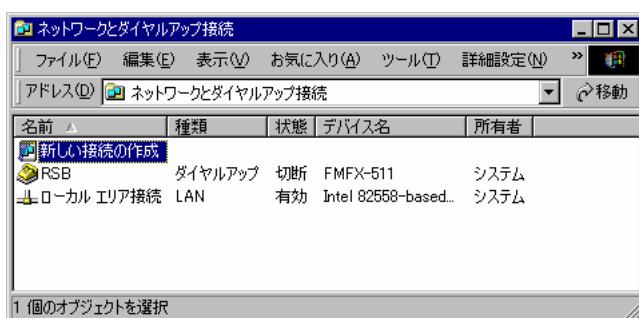 ネットワークとダイヤルアップ接続
ファイル(F) 編集(E) 表示(V) お気に入り(A) ツール(T) 詳細設定(N) »
アドレス(D) ネットワークとダイヤルアップ接続 移動
名前 種類 状態 デバイス名 所有者
新しい接続の作成
RSB ダイヤルアップ 切断 FMFX-511 システム
ローカル エリア接続 LAN 有効 Intel 82558-based... システム
1 個のオブジェクトを選択